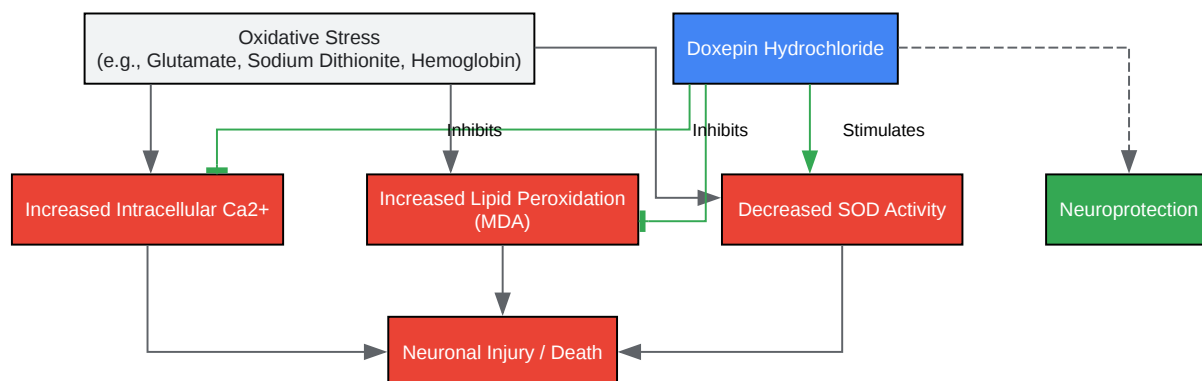 Oxidative Stress
(e.g., Glutamate, Sodium Dithionite, Hemoglobin)
Doxepin Hydrochloride
Inhibits
Inhibits
Stimulates
Increased Intracellular Ca2+
Increased Lipid Peroxidation
(MDA)
Decreased SOD Activity
Neuroprotection
Neuronal Injury / Death